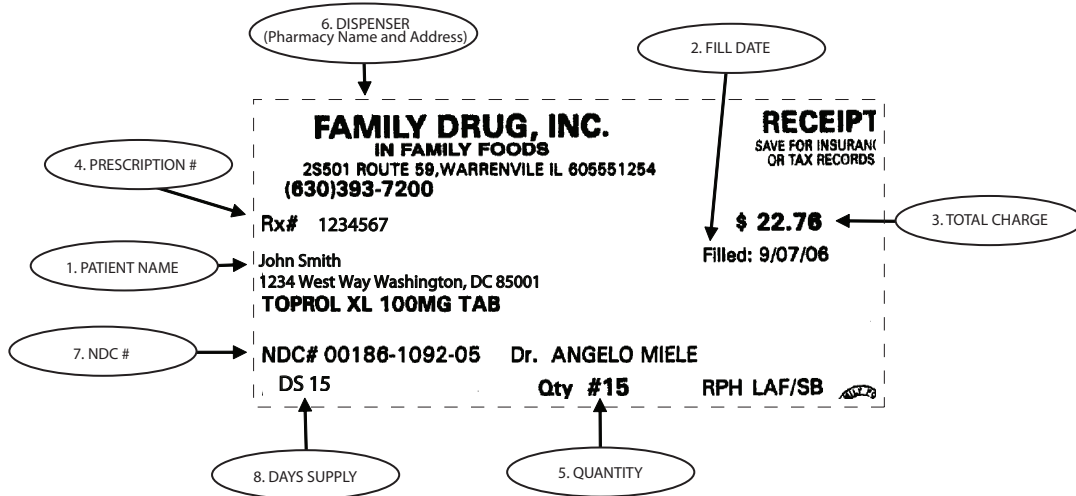 6. DISPENSER
(Pharmacy Name and Address)
2. FILL DATE
FAMILY DRUG, INC.
IN FAMILY FOODS
2S501 ROUTE 59,WARRENVILE IL 605551254
(630)393-7200
RECEIPT
SAVE FOR INSURANC
OR TAX RECORDS
4. PRESCRIPTION #
Rx# 1234567
$ 22.76
3. TOTAL CHARGE
Filled: 9/07/06
1. PATIENT NAME
John Smith
1234 West Way Washington, DC 85001
TOPROL XL 100MG TAB
7. NDC #
NDC# 00186-1092-05 Dr. ANGELO MIELE
DS 15 Qty #15 RPH LAF/SB
8. DAYS SUPPLY
5. QUANTITY